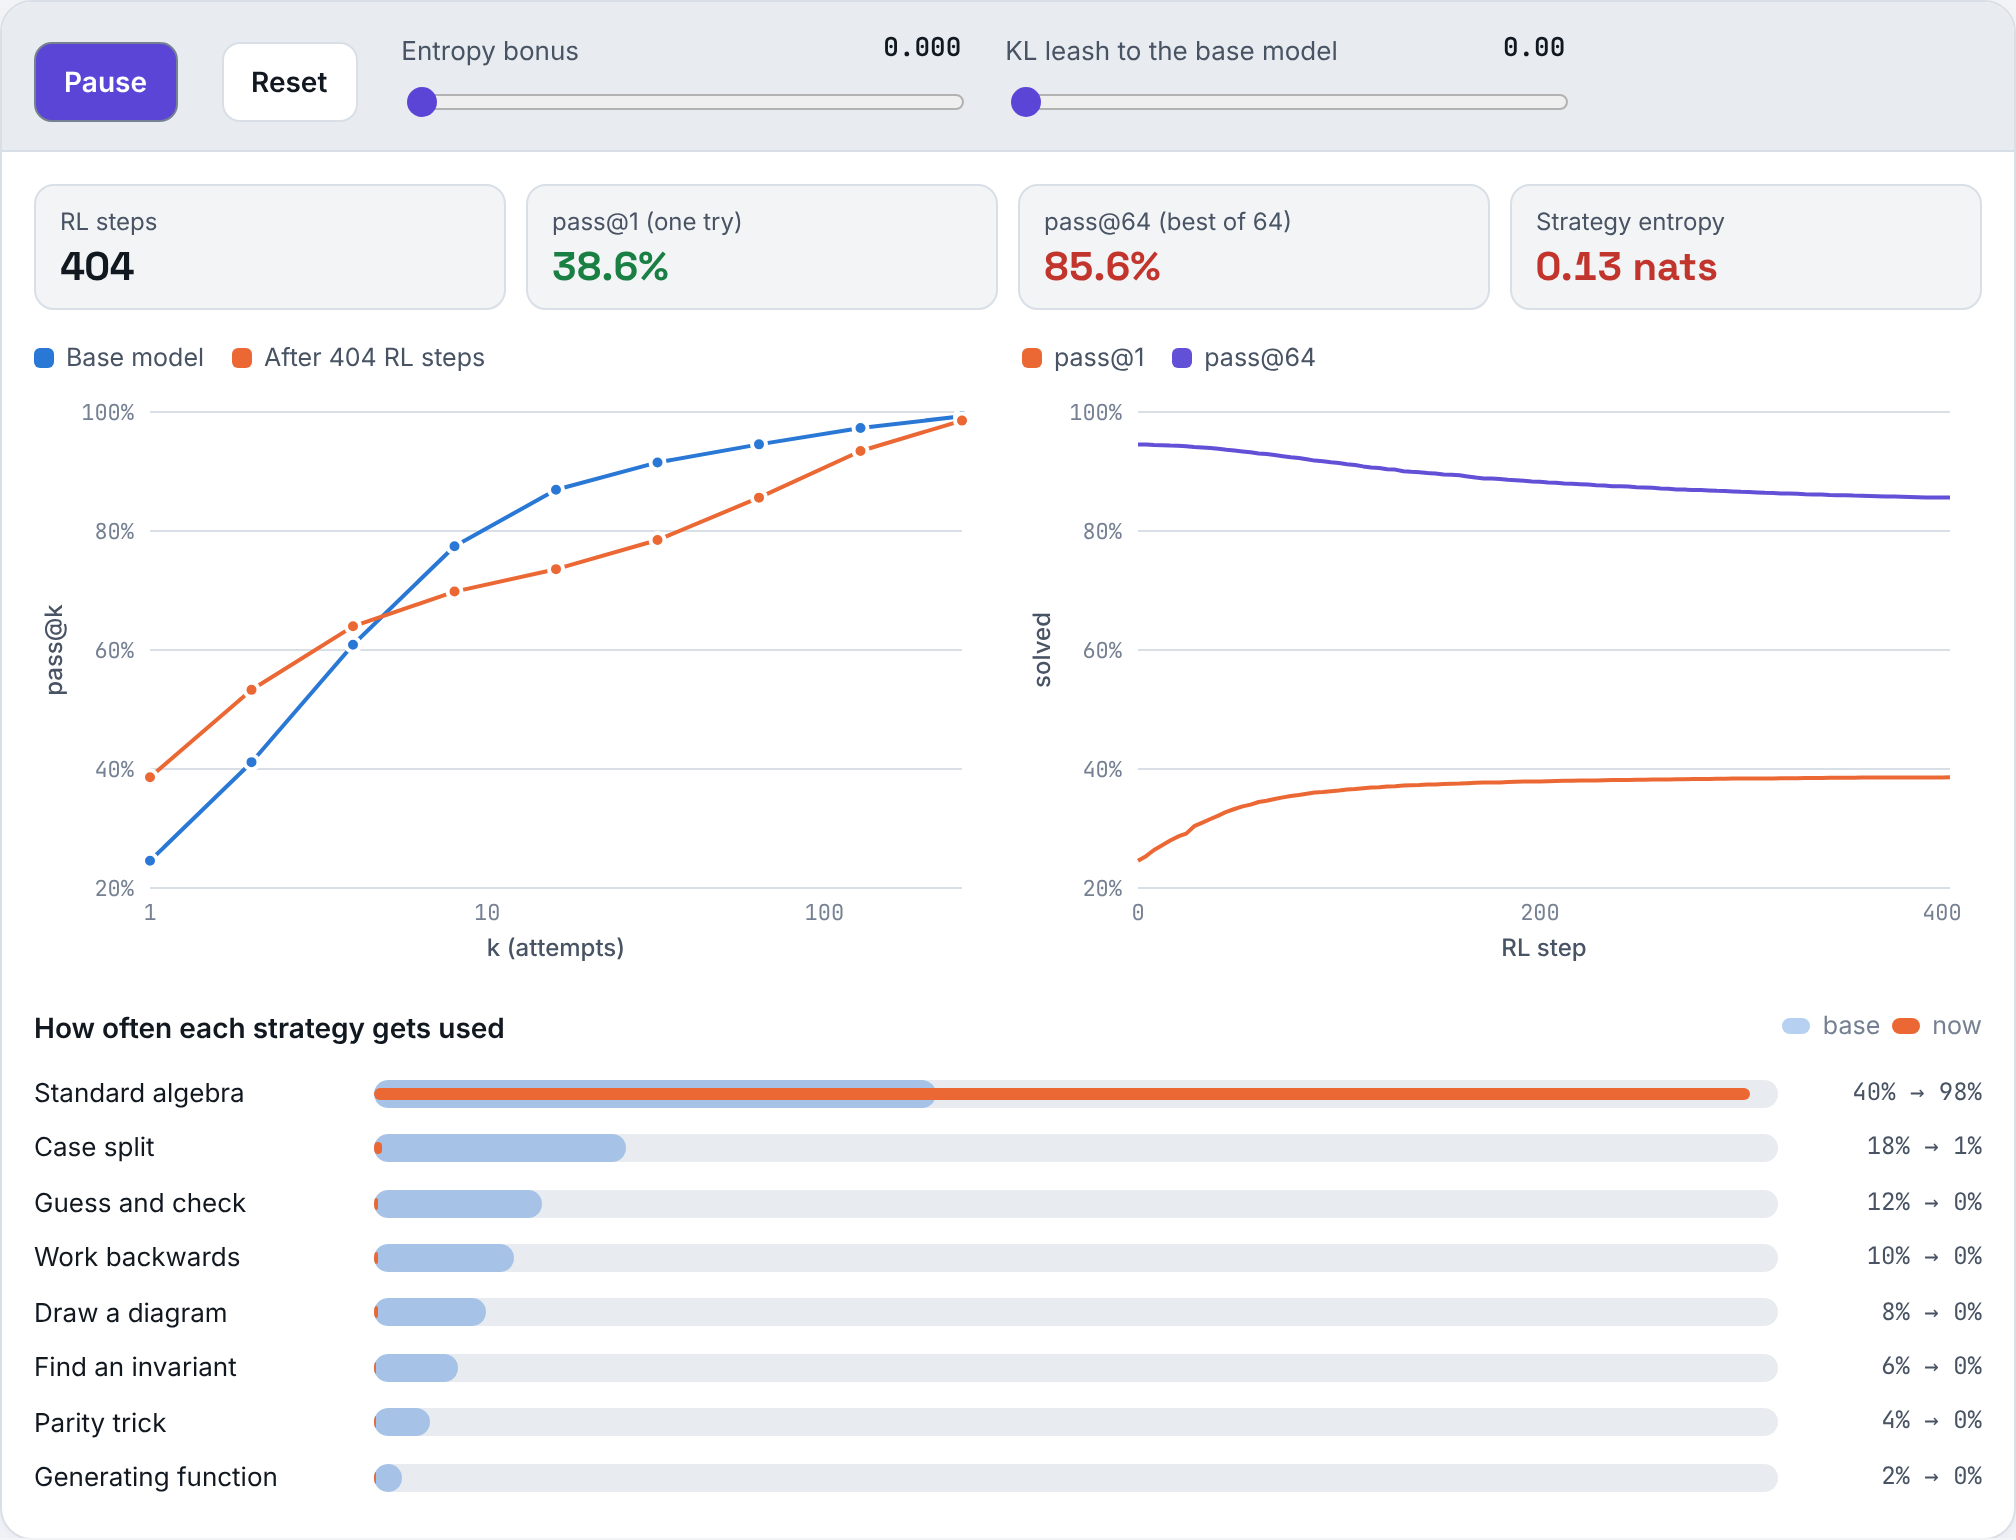 Pause
Reset
Entropy bonus 0.000
KL leash to the base model 0.00
RL steps
404
pass@1 (one try)
38.6%
pass@64 (best of 64)
85.6%
Strategy entropy
0.13 nats
Base model After 404 RL steps
100%
80%
60%
40%
20%
pass@k
1 10 100
k (attempts)
pass@1 pass@64
100%
80%
60%
40%
20%
solved
0 200 400
RL step
How often each strategy gets used
base now
Standard algebra 40% → 98%
Case split 18% → 1%
Guess and check 12% → 0%
Work backwards 10% → 0%
Draw a diagram 8% → 0%
Find an invariant 6% → 0%
Parity trick 4% → 0%
Generating function 2% → 0%